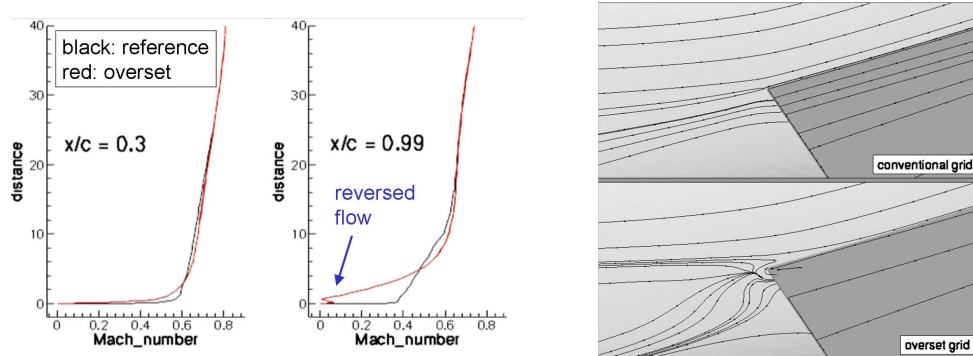 black: reference
red: overset
40
30
20
10
0
distance
x/c = 0.3
0
0.2
0.4
0.6
0.8
Mach_number
40
30
20
10
0
distance
x/c = 0.99
reversed
flow
0
0.2
0.4
0.6
0.8
Mach_number
conventional grid
overset grid